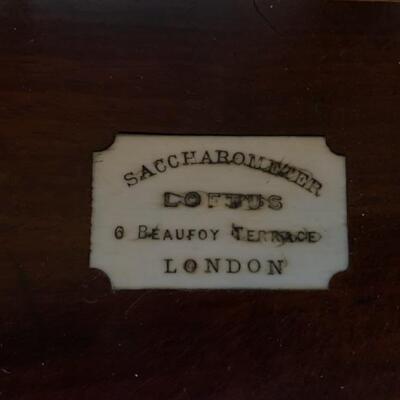 SACCHAROMETER
LOFTUS
6 BEAUFOY TERRACE
LONDON